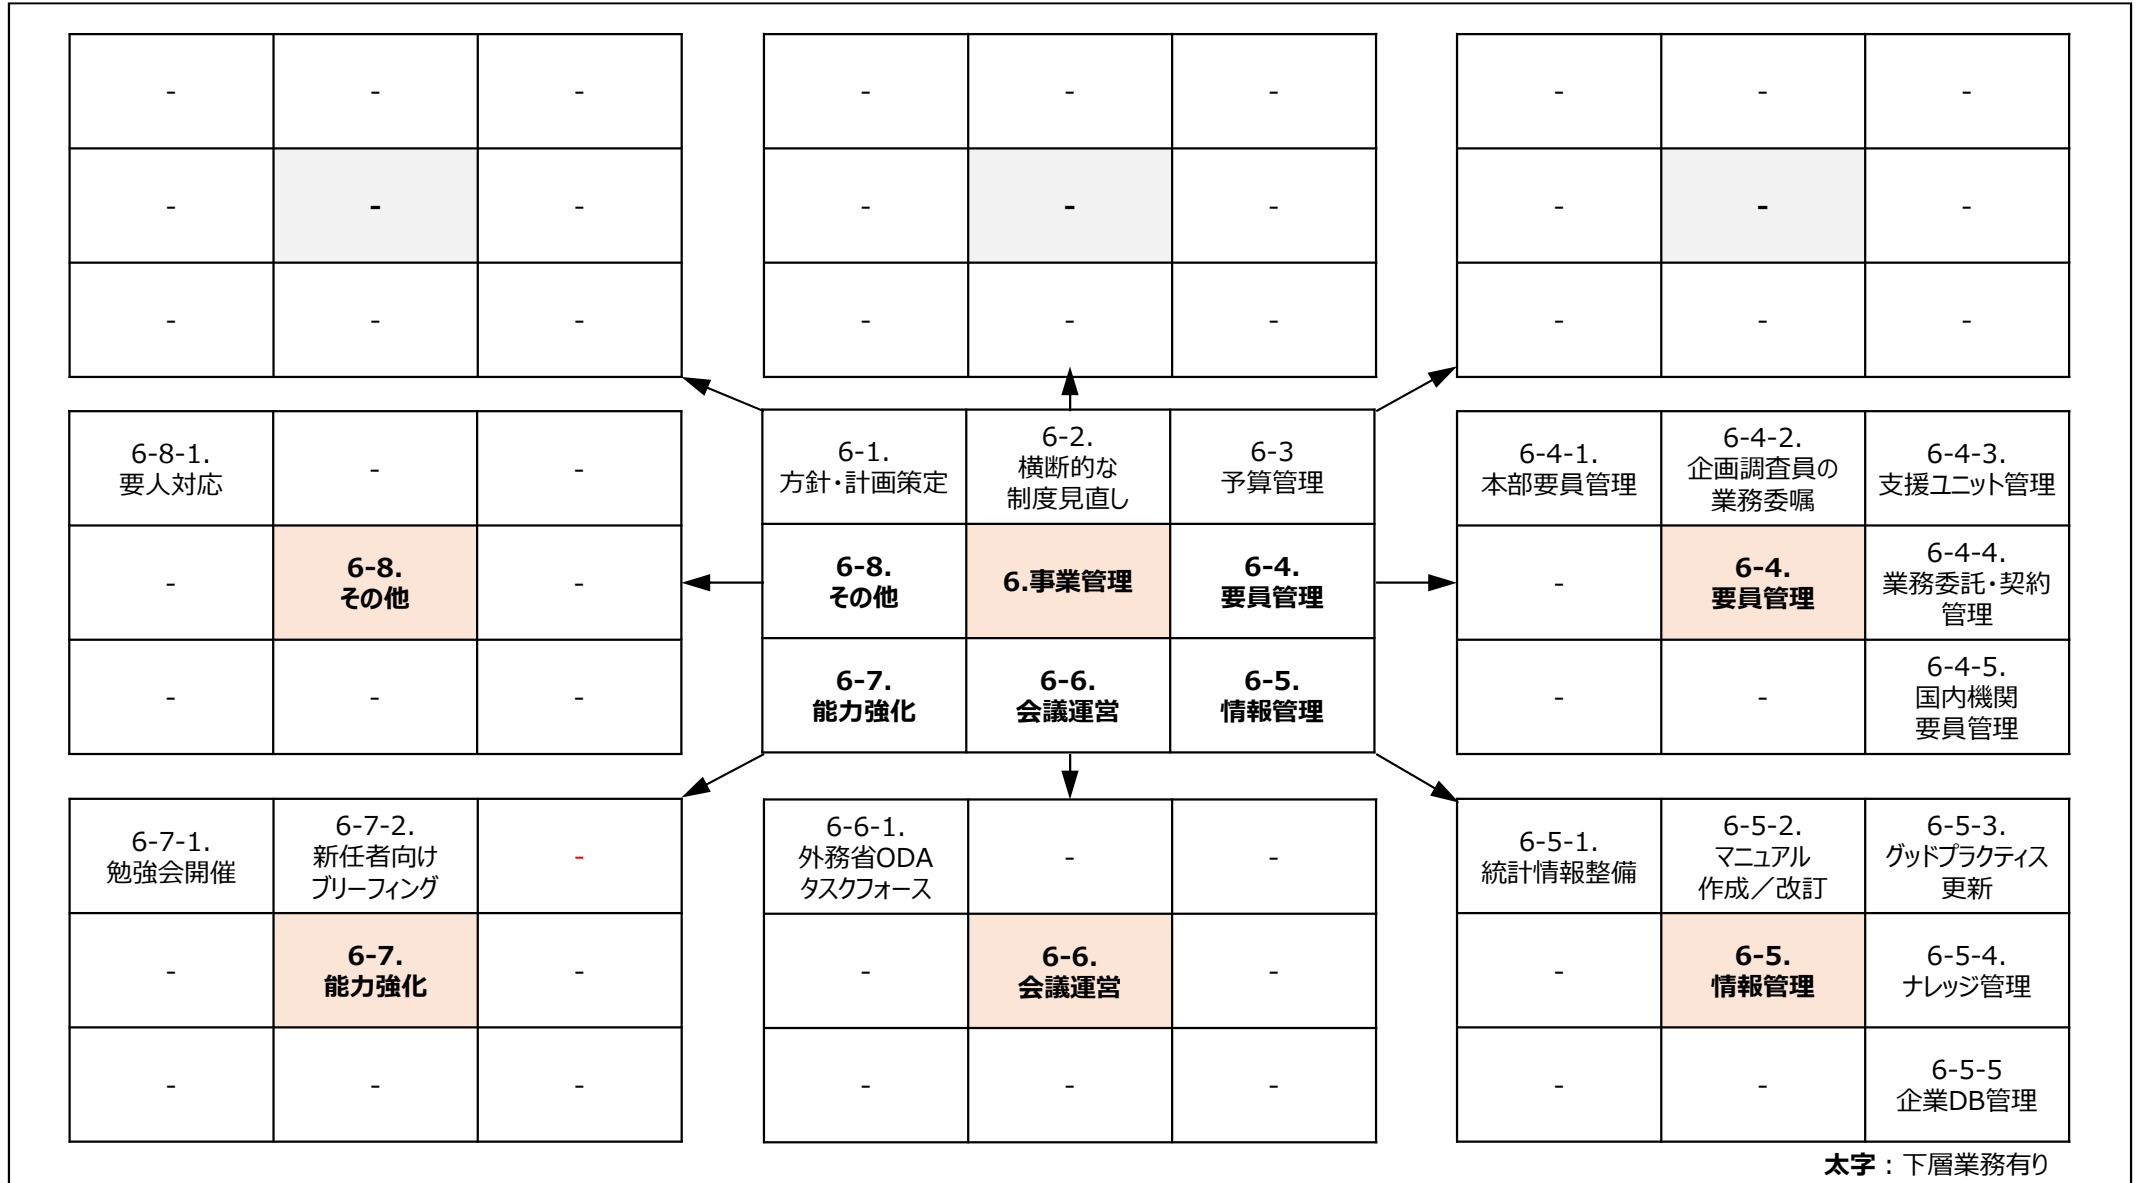 - - -
- - -
- - -
- - -
- - -
- - -
- - -
- - -
- - -
6-8-1.
要人対応
- -
- 6-8.
その他
-
- - -
6-1.
方針・計画策定
6-2.
横断的な
制度見直し
6-3
予算管理
6-8.
その他
6.事業管理
6-4.
要員管理
6-7.
能力強化
6-6.
会議運営
6-5.
情報管理
6-4-1.
本部要員管理
6-4-2.
企画調査員の
業務委嘱
6-4-3.
支援ユニット管理
-
6-4.
要員管理
6-4-4.
業務委託・契約
管理
- -
6-4-5.
国内機関
要員管理
6-7-1.
勉強会開催
6-7-2.
新任者向け
ブリーフィング
-
-
6-7.
能力強化
-
- - -
6-6-1.
外務省ODA
タスクフォース
- -
-
6-6.
会議運営
-
- - -
6-5-1.
統計情報整備
6-5-2.
マニュアル
作成／改訂
6-5-3.
グッドプラクティス
更新
-
6-5.
情報管理
6-5-4.
ナレッジ管理
- -
6-5-5
企業DB管理
太字：下層業務有り